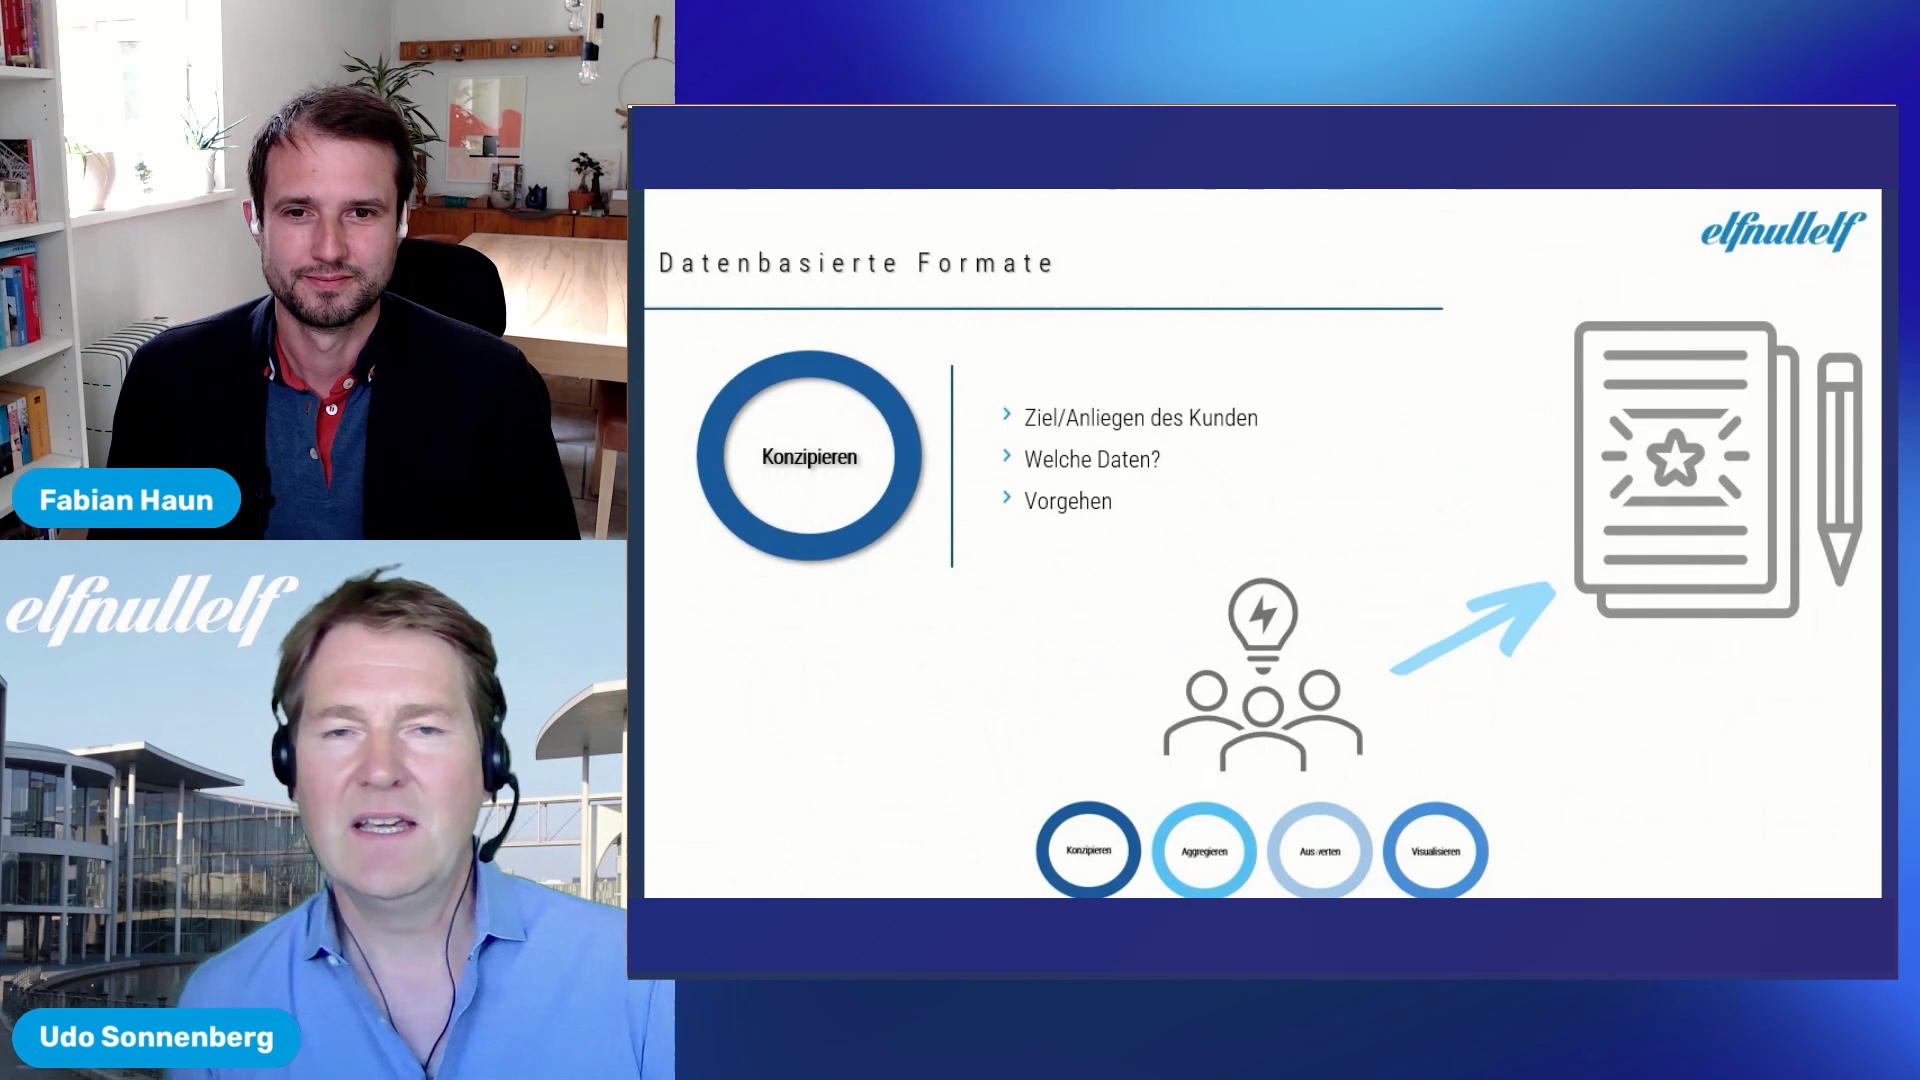 Fabian Haun
elfnullelf
Udo Sonnenberg
elfnullelf
Datenbasierte Formate
Konzipieren
Ziel/Anliegen des Kunden
Welche Daten?
Vorgehen
Konzipieren
Aggregieren
Auswerten
Visualisieren